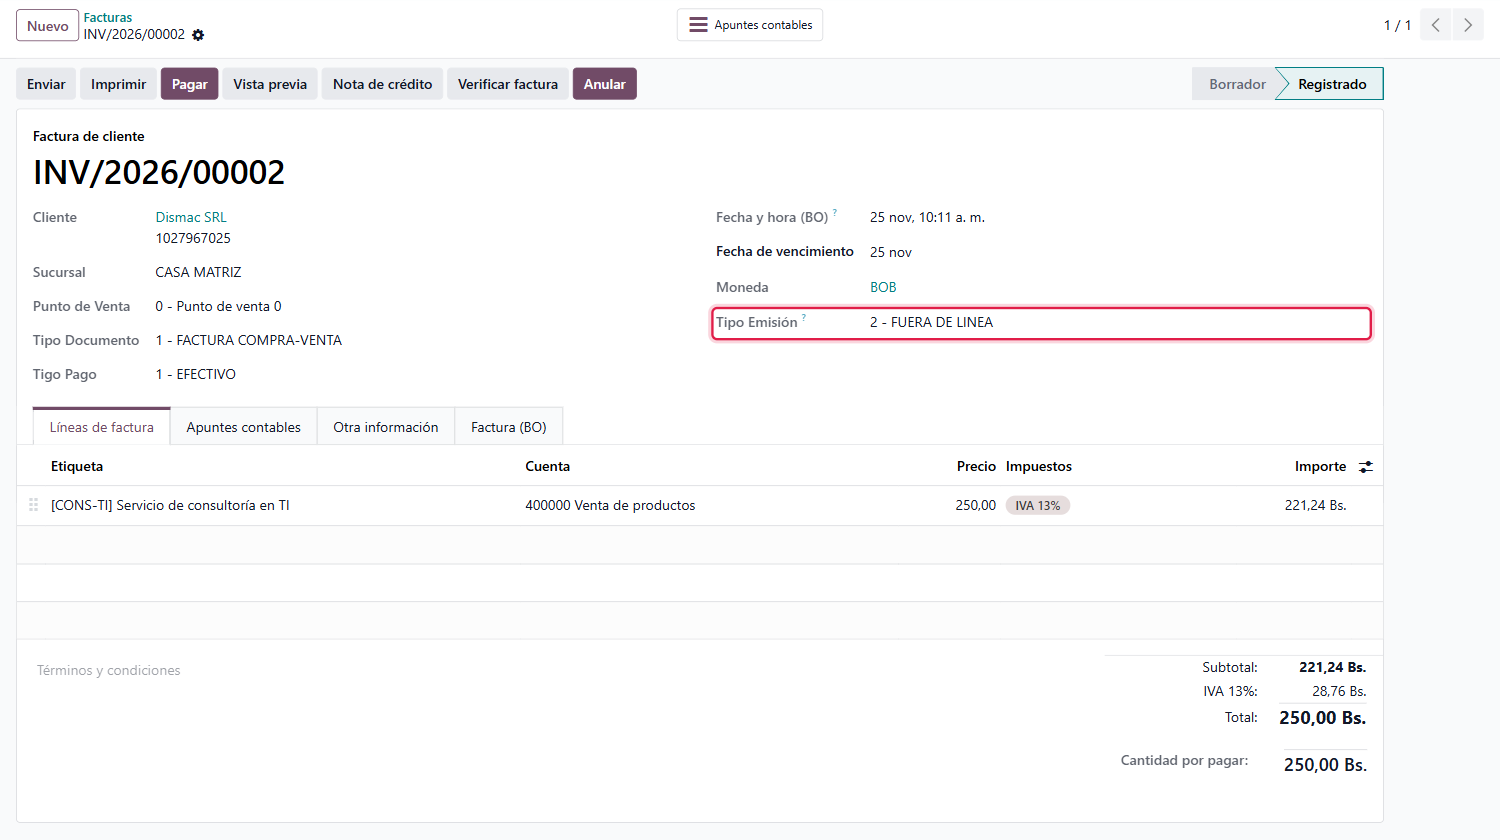 Nuevo
Facturas
INV/2026/00002
Apuntes contables
1 / 1
Enviar
Imprimir
Pagar
Vista previa
Nota de crédito
Verificar factura
Anular
Borrador
Registrado
Factura de cliente
INV/2026/00002
Cliente
Dismac SRL
1027967025
Sucursal
CASA MATRIZ
Punto de Venta
0 - Punto de venta 0
Tipo Documento
1 - FACTURA COMPRA-VENTA
Tigo Pago
1 - EFECTIVO
Fecha y hora (BO) ?
25 nov, 10:11 a. m.
Fecha de vencimiento
25 nov
Moneda
BOB
Tipo Emisión ?
2 - FUERA DE LINEA
Líneas de factura
Apuntes contables
Otra información
Factura (BO)
Etiqueta
Cuenta
Precio
Impuestos
Importe
[CONS-TI] Servicio de consultoría en TI
400000 Venta de productos
250,00
IVA 13%
221,24 Bs.
Términos y condiciones
Subtotal:
221,24 Bs.
IVA 13%:
28,76 Bs.
Total:
250,00 Bs.
Cantidad por pagar:
250,00 Bs.